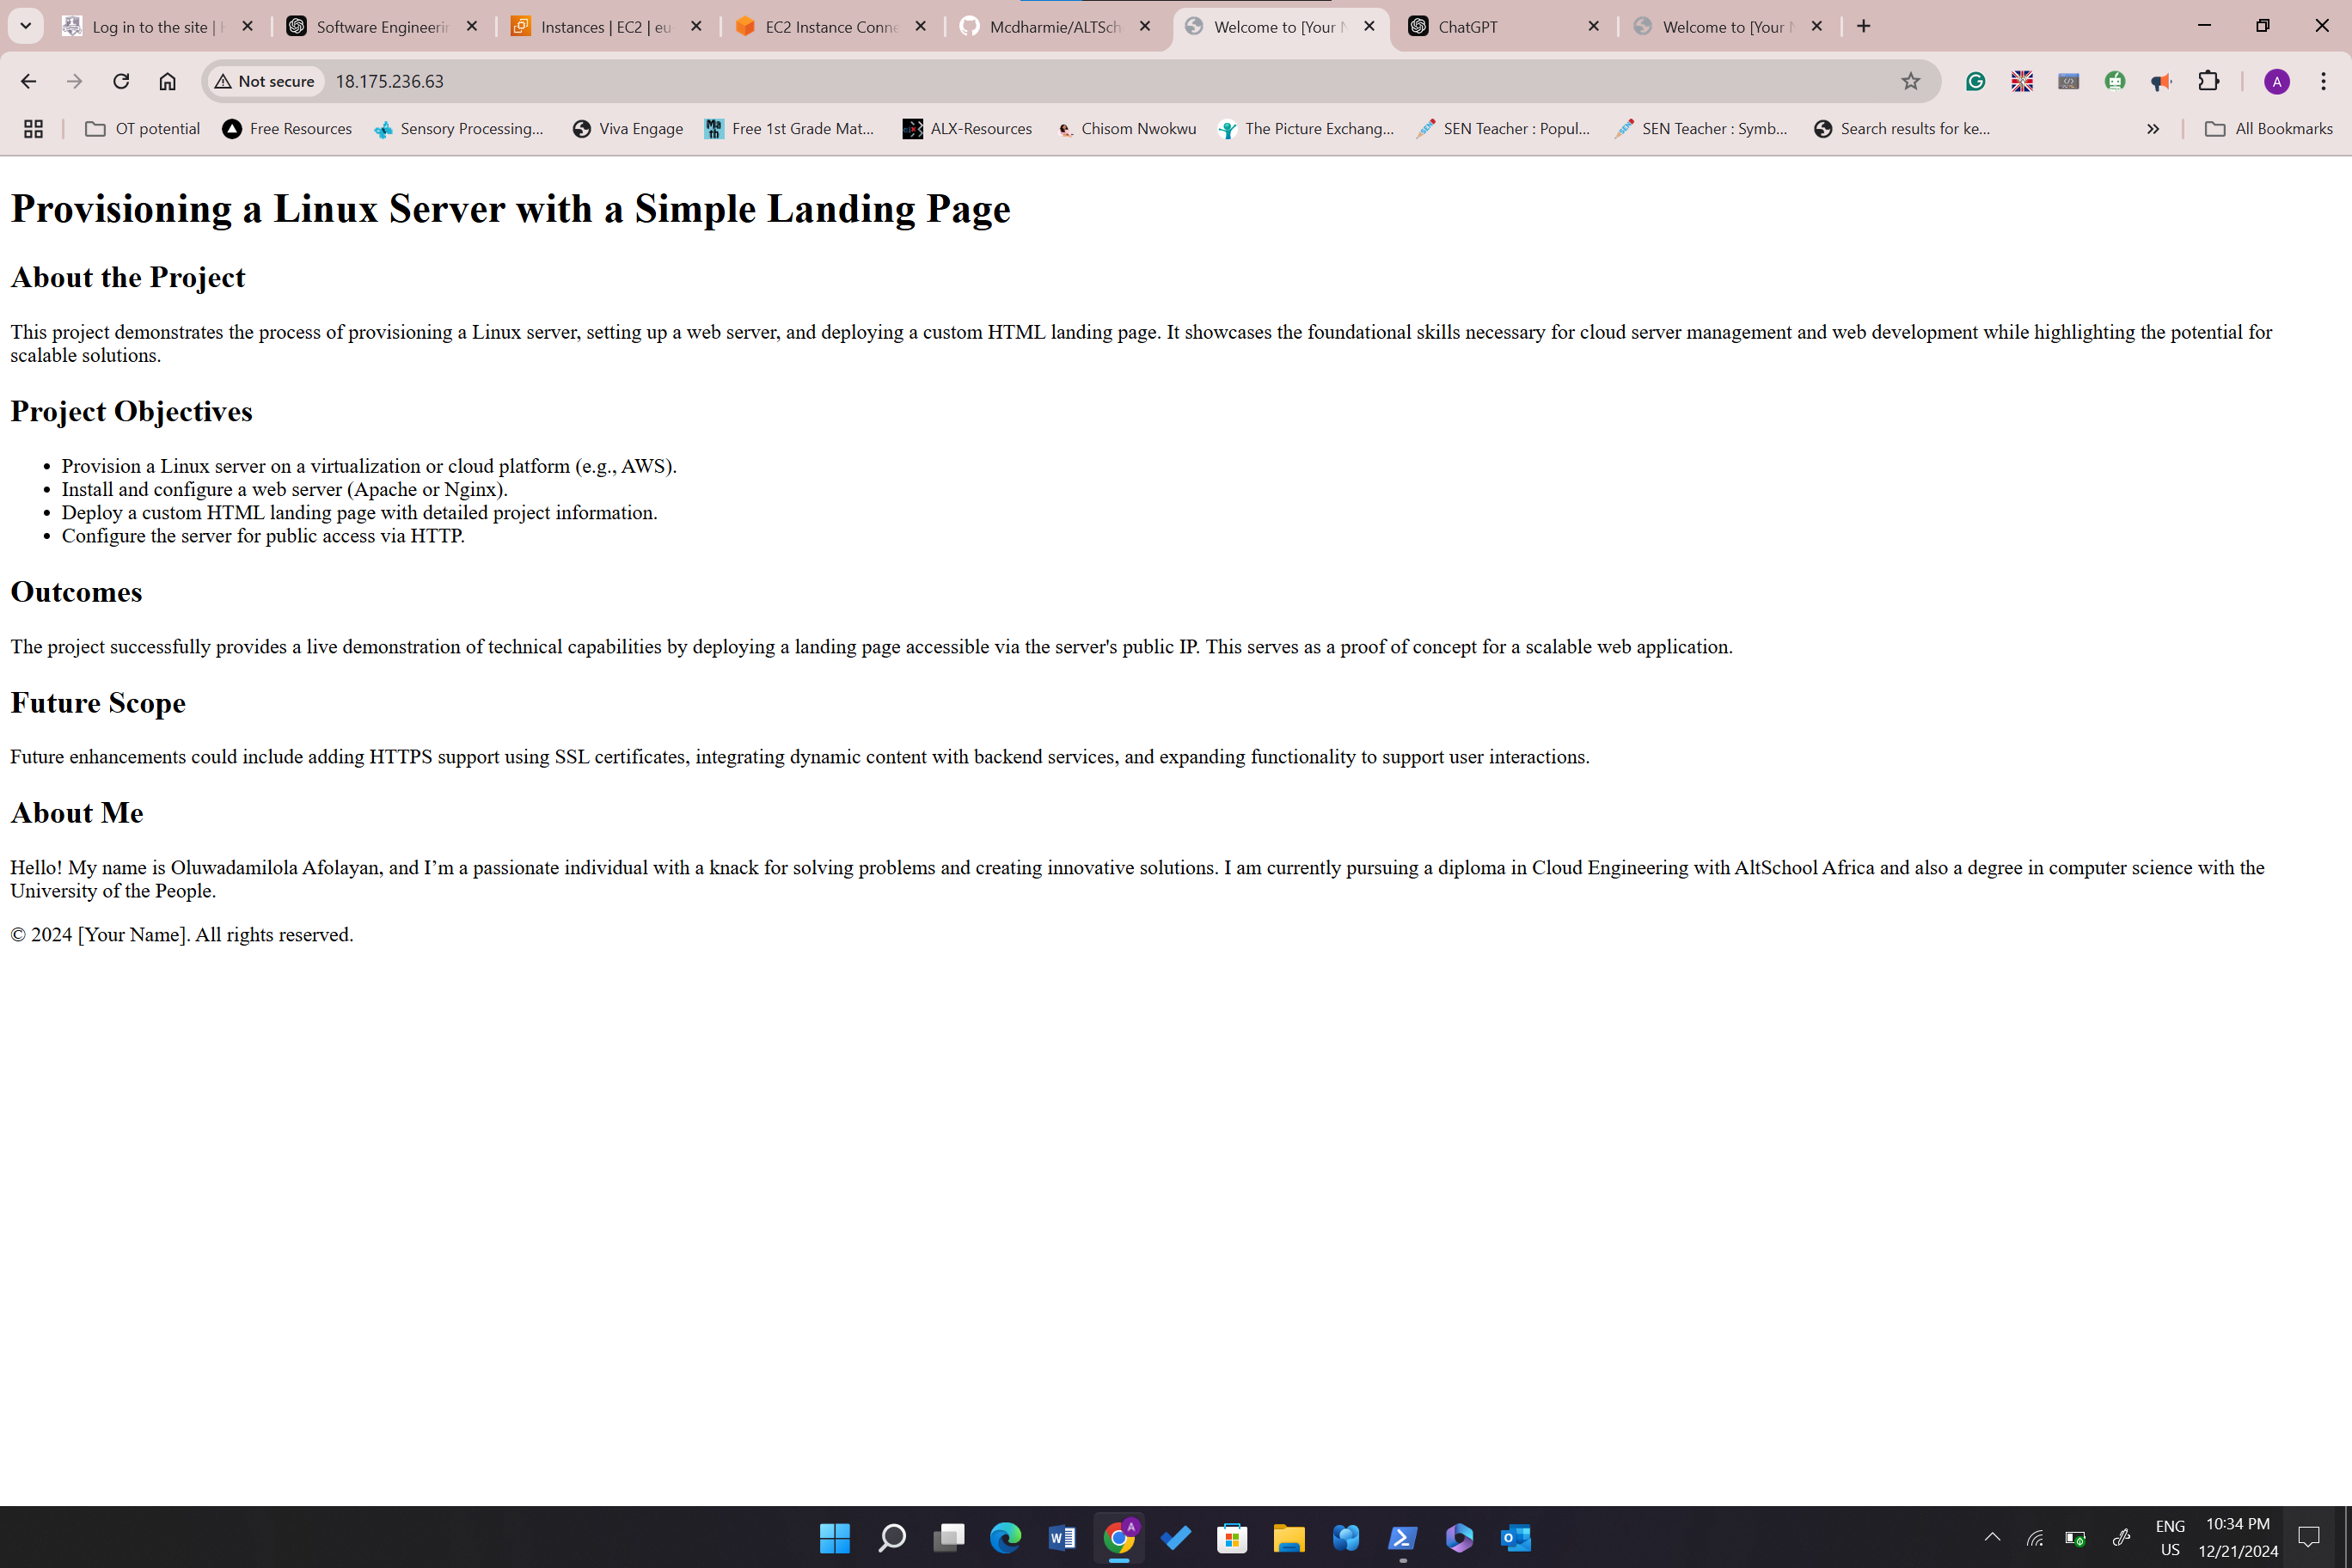 Log in to the site |
Software Engineerin
Instances | EC2 | eu-
EC2 Instance Conne
Mcdharmie/ALTSch
Welcome to [Your N
ChatGPT
Welcome to [Your N
Not secure
18.175.236.63
A
OT potential
Free Resources
Sensory Processing...
Viva Engage
Free 1st Grade Mat...
ALX-Resources
Chisom Nwokwu
The Picture Exchang...
SEN Teacher : Popul...
SEN Teacher : Symb...
Search results for ke...
All Bookmarks
Provisioning a Linux Server with a Simple Landing Page
About the Project
This project demonstrates the process of provisioning a Linux server, setting up a web server, and deploying a custom HTML landing page. It showcases the foundational skills necessary for cloud server management and web development while highlighting the potential for
scalable solutions.
Project Objectives
• Provision a Linux server on a virtualization or cloud platform (e.g., AWS).
• Install and configure a web server (Apache or Nginx).
• Deploy a custom HTML landing page with detailed project information.
• Configure the server for public access via HTTP.
Outcomes
The project successfully provides a live demonstration of technical capabilities by deploying a landing page accessible via the server's public IP. This serves as a proof of concept for a scalable web application.
Future Scope
Future enhancements could include adding HTTPS support using SSL certificates, integrating dynamic content with backend services, and expanding functionality to support user interactions.
About Me
Hello! My name is Oluwadamilola Afolayan, and I’m a passionate individual with a knack for solving problems and creating innovative solutions. I am currently pursuing a diploma in Cloud Engineering with AltSchool Africa and also a degree in computer science with the
University of the People.
© 2024 [Your Name]. All rights reserved.
ENG
US
10:34 PM
12/21/2024